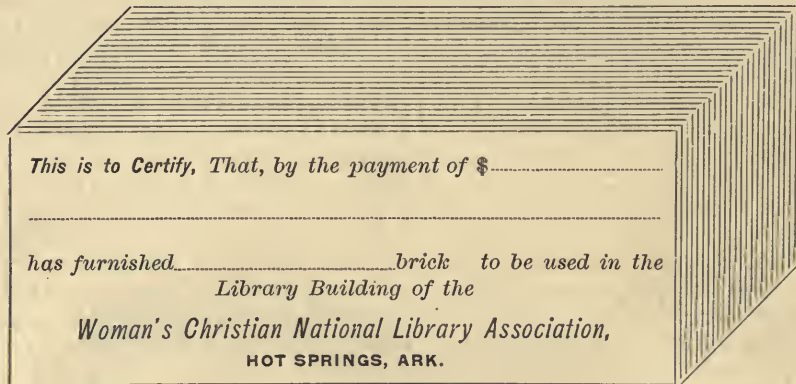 This is to Certify, That, by the payment of $
has furnished brick to be used in the
Library Building of the
Woman's Christian National Library Association,
HOT SPRINGS, ARK.